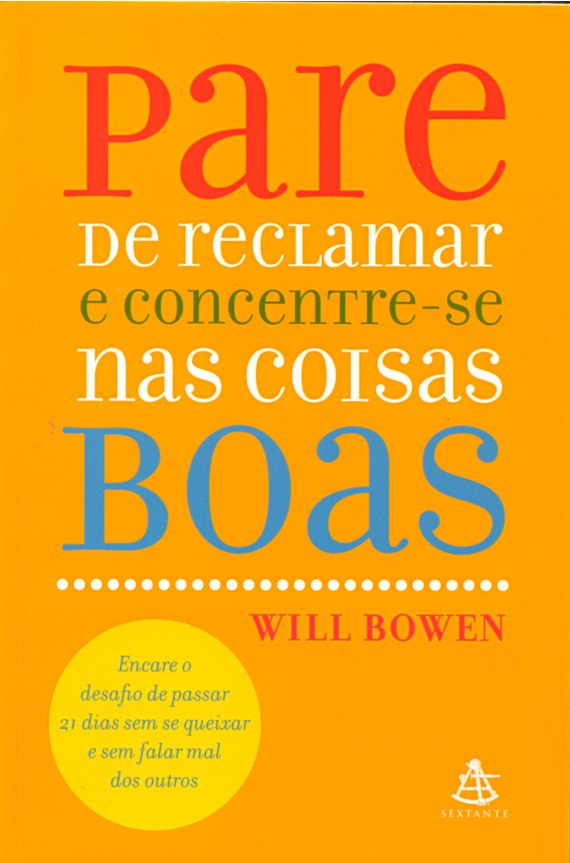 Pare
De reclamar
e concentre-se
nas coisas
Boas
WILL BOWEN
Encare o
desafio de passar
21 dias sem se queixar
e sem falar mal
dos outros
SEXTANTE